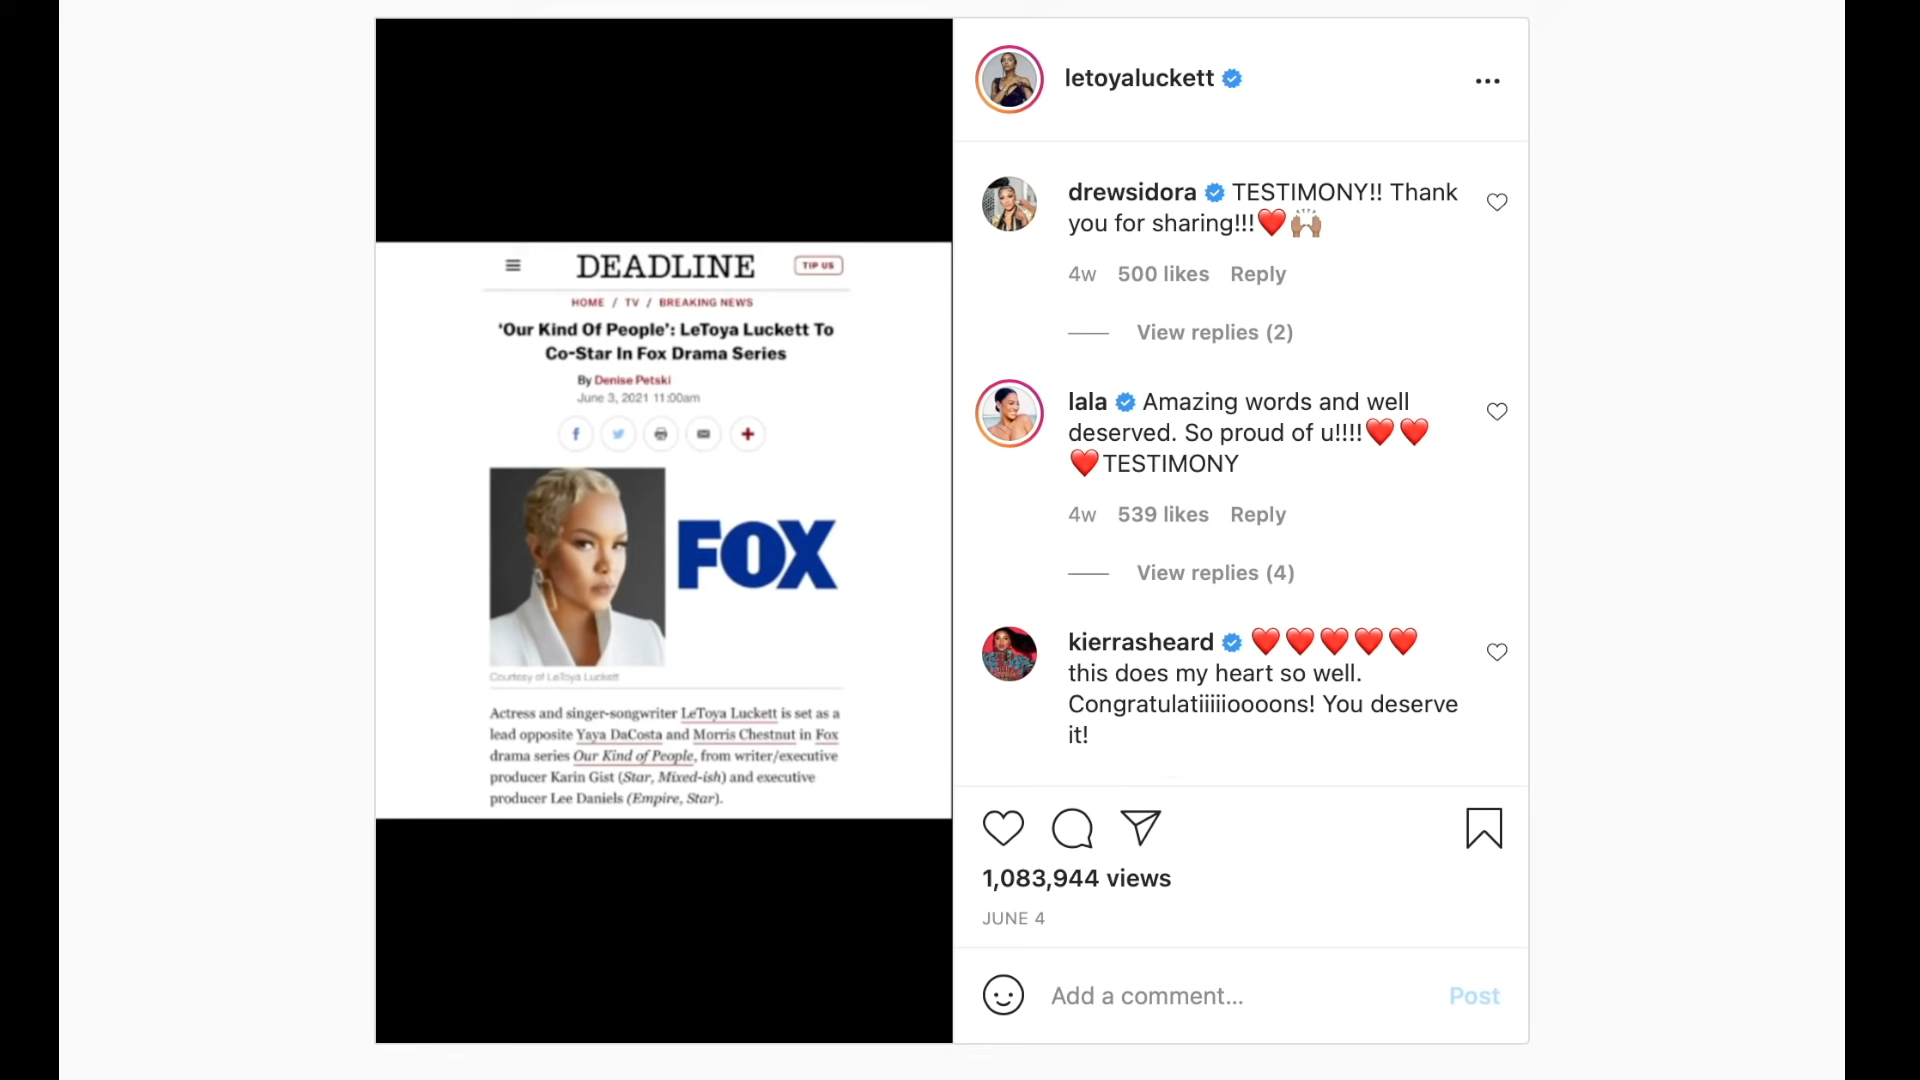 DEADLINE
TIP US
HOME / TV / BREAKING NEWS
'Our Kind Of People': LeToya Luckett To
Co-Star In Fox Drama Series
By Denise Petski
June 3, 2021 11:00am
FOX
Courtesy of LeToya Luckett
Actress and singer-songwriter LeToya Luckett is set as a
lead opposite Yaya DaCosta and Morris Chestnut in Fox
drama series Our Kind of People, from writer/executive
producer Karin Gist (Star, Mixed-ish) and executive
producer Lee Daniels (Empire, Star).
letoyaluckett
drewsidora TESTIMONY!! Thank
you for sharing!!!❤️🙌🏽
4w 500 likes Reply
View replies (2)
lala Amazing words and well
deserved. So proud of u!!!!❤️❤️
❤️TESTIMONY
4w 539 likes Reply
View replies (4)
kierrasheard ❤️❤️❤️❤️❤️
this does my heart so well.
Congratulatiiiiioooons! You deserve
it!
1,083,944 views
JUNE 4
Add a comment...
Post